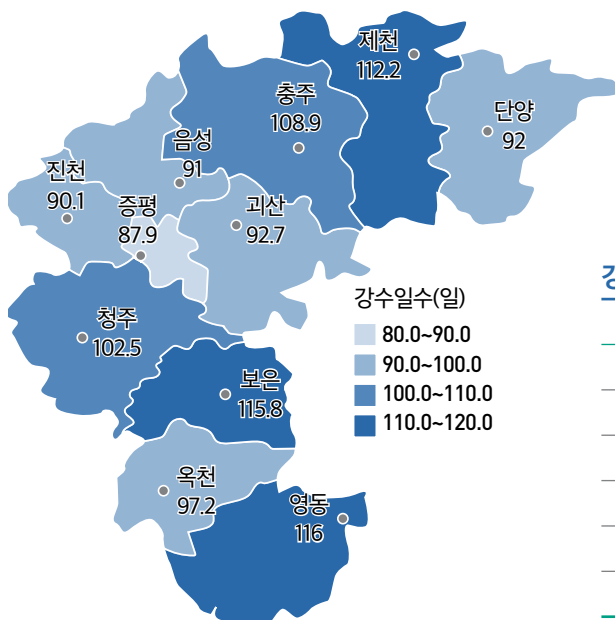 제천
112.2
충주
108.9
단양
92
음성
91
진천
90.1
증평
87.9
괴산
92.7
청주
102.5
보은
115.8
옥천
97.2
영동
116
강수일수(일)
80.0~90.0
90.0~100.0
100.0~110.0
110.0~120.0